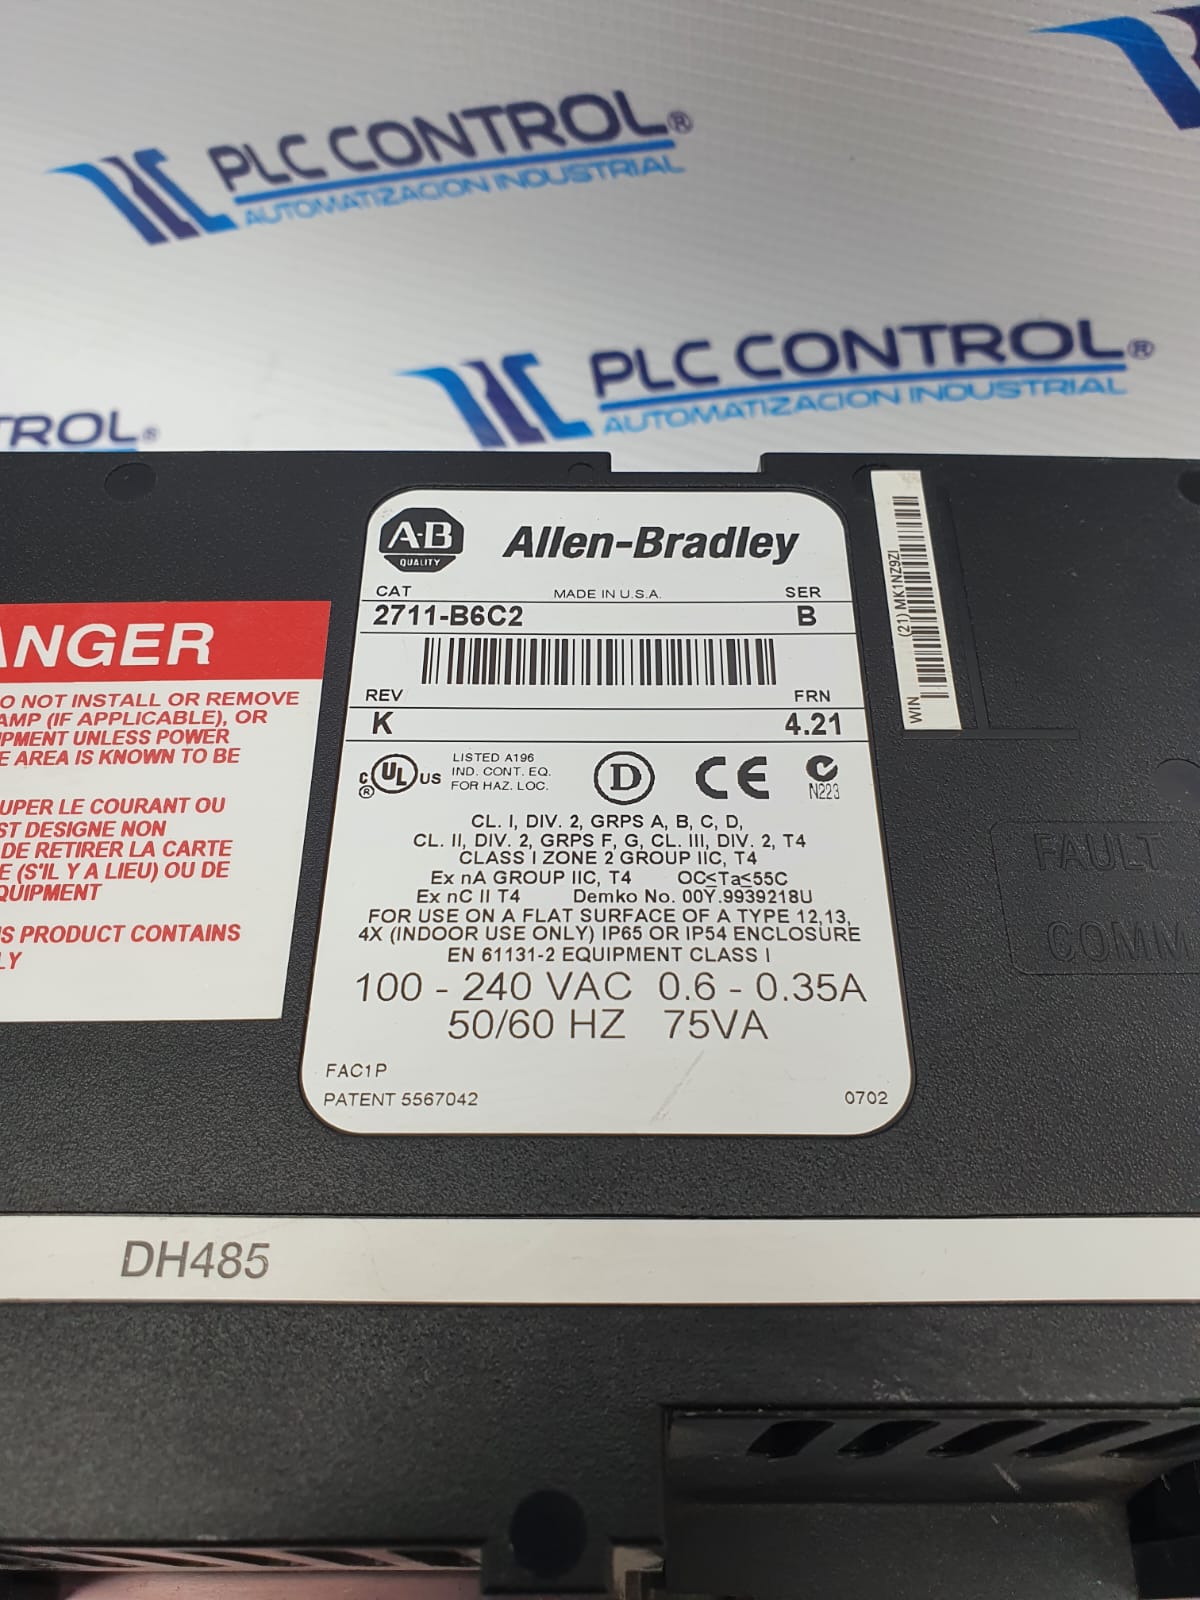 PLC CONTROL®
AUTOMATIZACION INDUSTRIAL
PLC CONTROL®
AUTOMATIZACION INDUSTRIAL
TROL®
A·B
QUALITY
Allen-Bradley
CAT
MADE IN U.S.A.
SER
2711-B6C2
B
REV
FRN
K
4.21
C UL US
®
LISTED A196
IND. CONT. EQ.
FOR HAZ. LOC.
D
CE
N223
CL. I, DIV. 2, GRPS A, B, C, D,
CL. II, DIV. 2, GRPS F, G, CL. III, DIV. 2, T4
CLASS I ZONE 2 GROUP IIC, T4
Ex nA GROUP IIC, T4 OC≤Ta≤55C
Ex nC II T4 Demko No. 00Y.9939218U
FOR USE ON A FLAT SURFACE OF A TYPE 12,13,
4X (INDOOR USE ONLY) IP65 OR IP54 ENCLOSURE
EN 61131-2 EQUIPMENT CLASS I
100 - 240 VAC 0.6 - 0.35A
50/60 HZ 75VA
FAC1P
PATENT 5567042
0702
WIN
(21) MK1NZ9ZI
ANGER
O NOT INSTALL OR REMOVE
AMP (IF APPLICABLE), OR
IPMENT UNLESS POWER
E AREA IS KNOWN TO BE
UPER LE COURANT OU
ST DESIGNE NON
DE RETIRER LA CARTE
E (S'IL Y A LIEU) OU DE
QUIPMENT
S PRODUCT CONTAINS
LY
FAULT
COMM
DH485